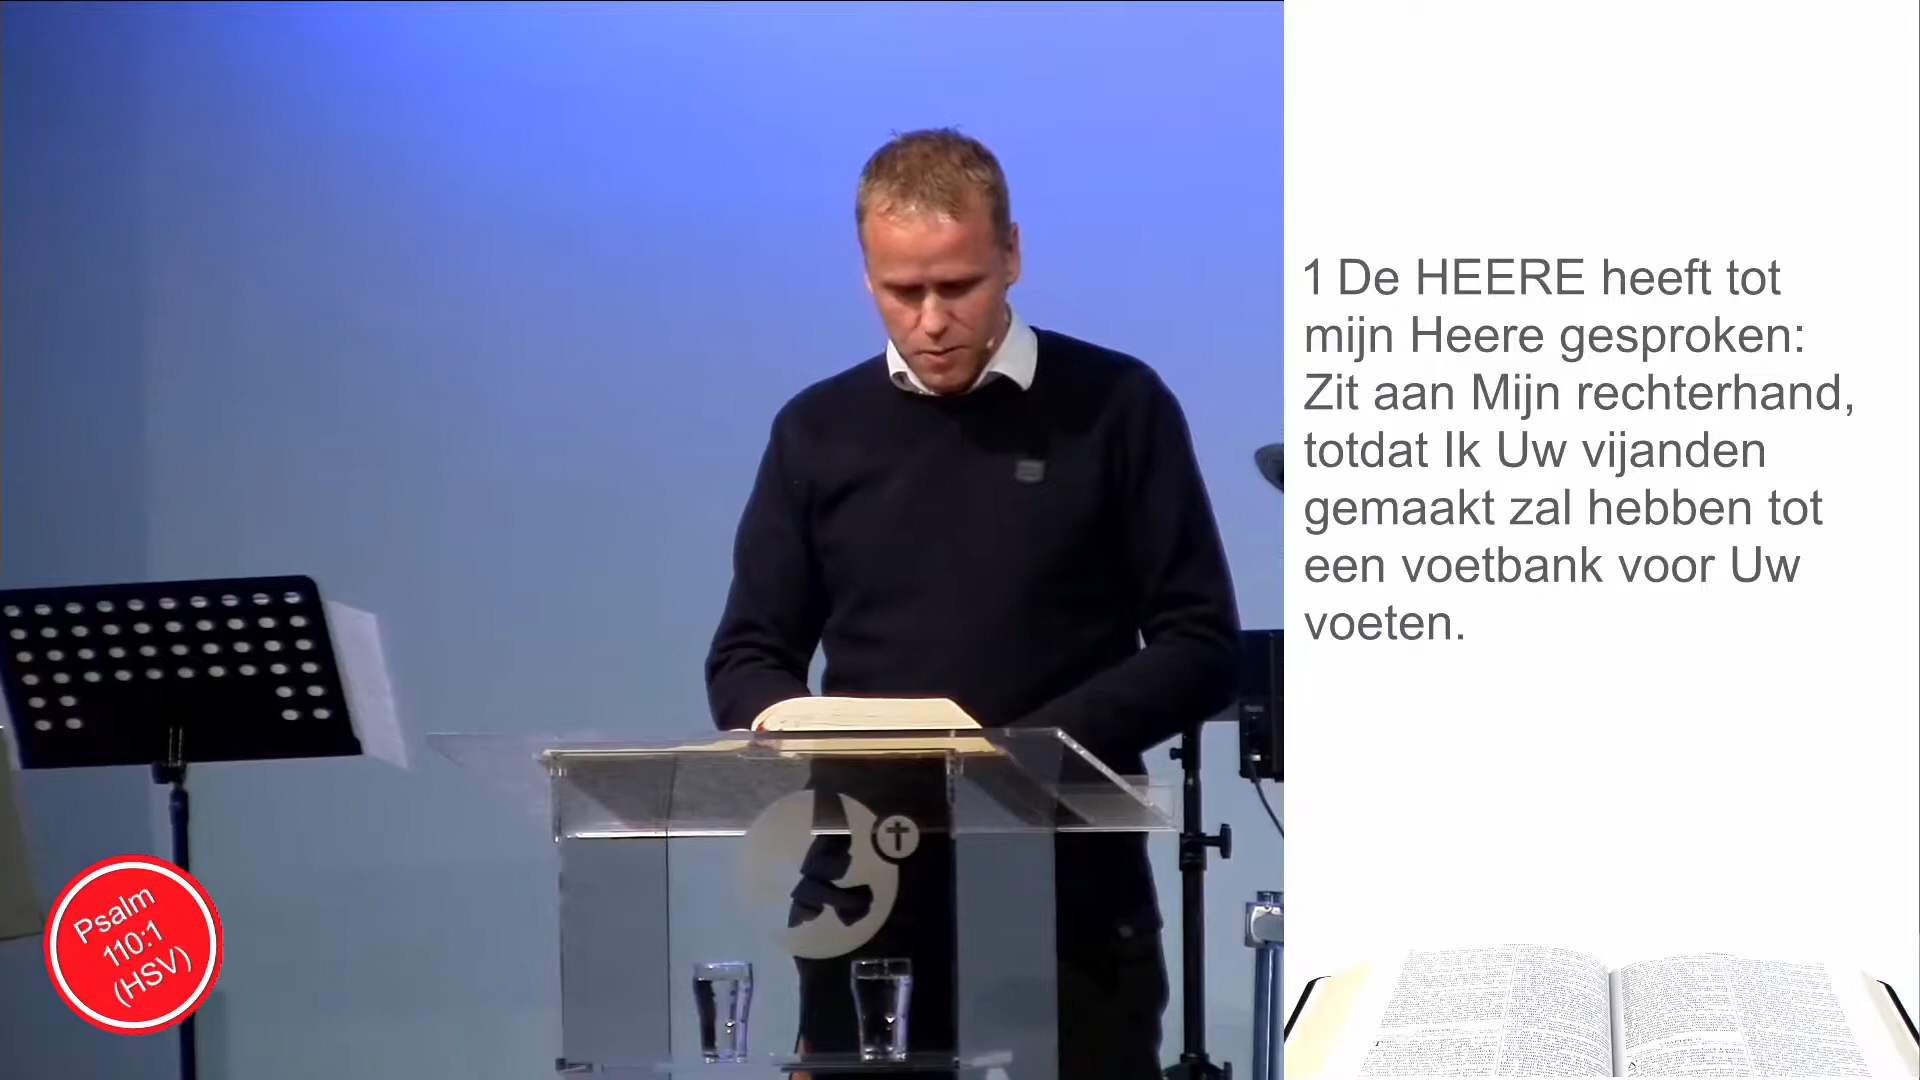 1 De HEERE heeft tot
mijn Heere gesproken:
Zit aan Mijn rechterhand,
totdat Ik Uw vijanden
gemaakt zal hebben tot
een voetbank voor Uw
voeten.
Psalm
110:1
(HSV)